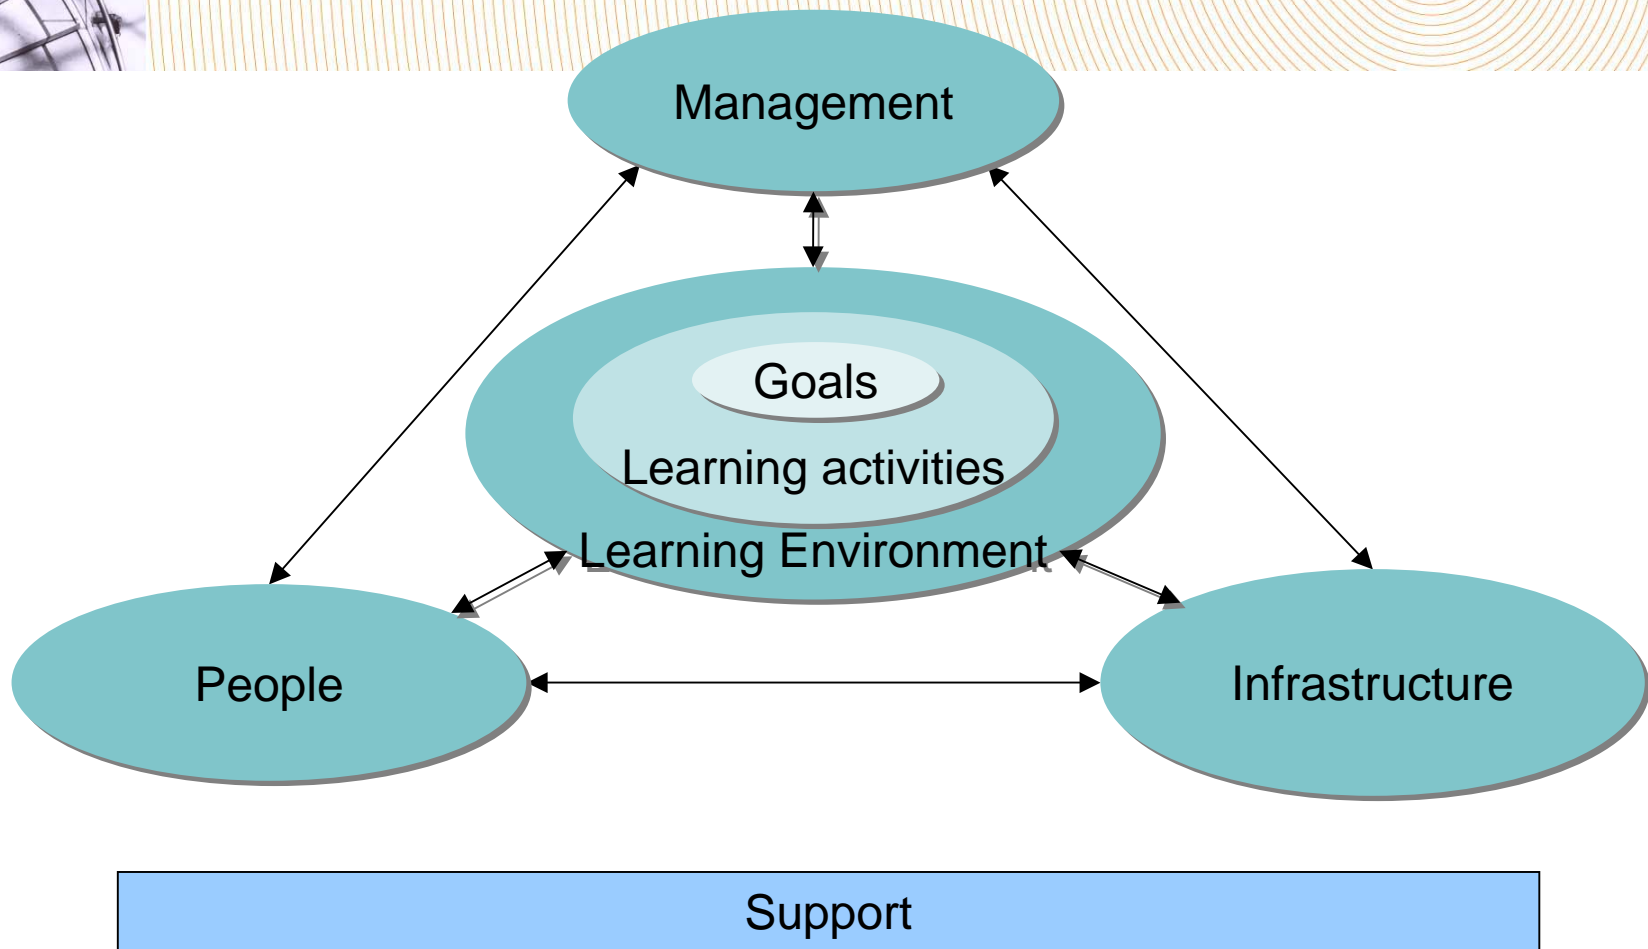 Management
Goals
Learning activities
Learning Environment
People
Infrastructure
Support